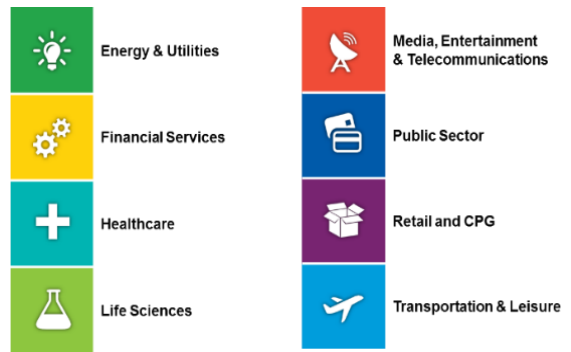 Energy & Utilities
Financial Services
Healthcare
Life Sciences
Media, Entertainment
& Telecommunications
Public Sector
Retail and CPG
Transportation & Leisure